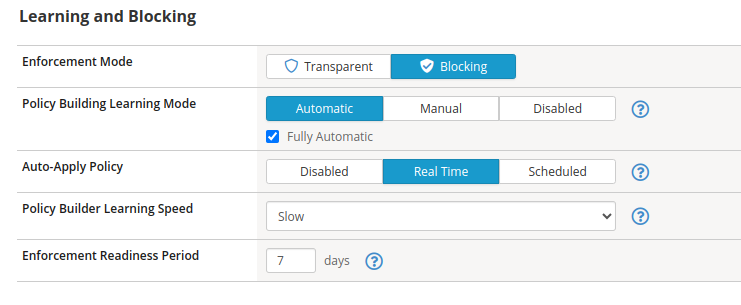 Learning and Blocking
Enforcement Mode
Transparent
Blocking
Policy Building Learning Mode
Automatic
Manual
Disabled
Fully Automatic
Auto-Apply Policy
Disabled
Real Time
Scheduled
Policy Builder Learning Speed
Slow
Enforcement Readiness Period
7
days